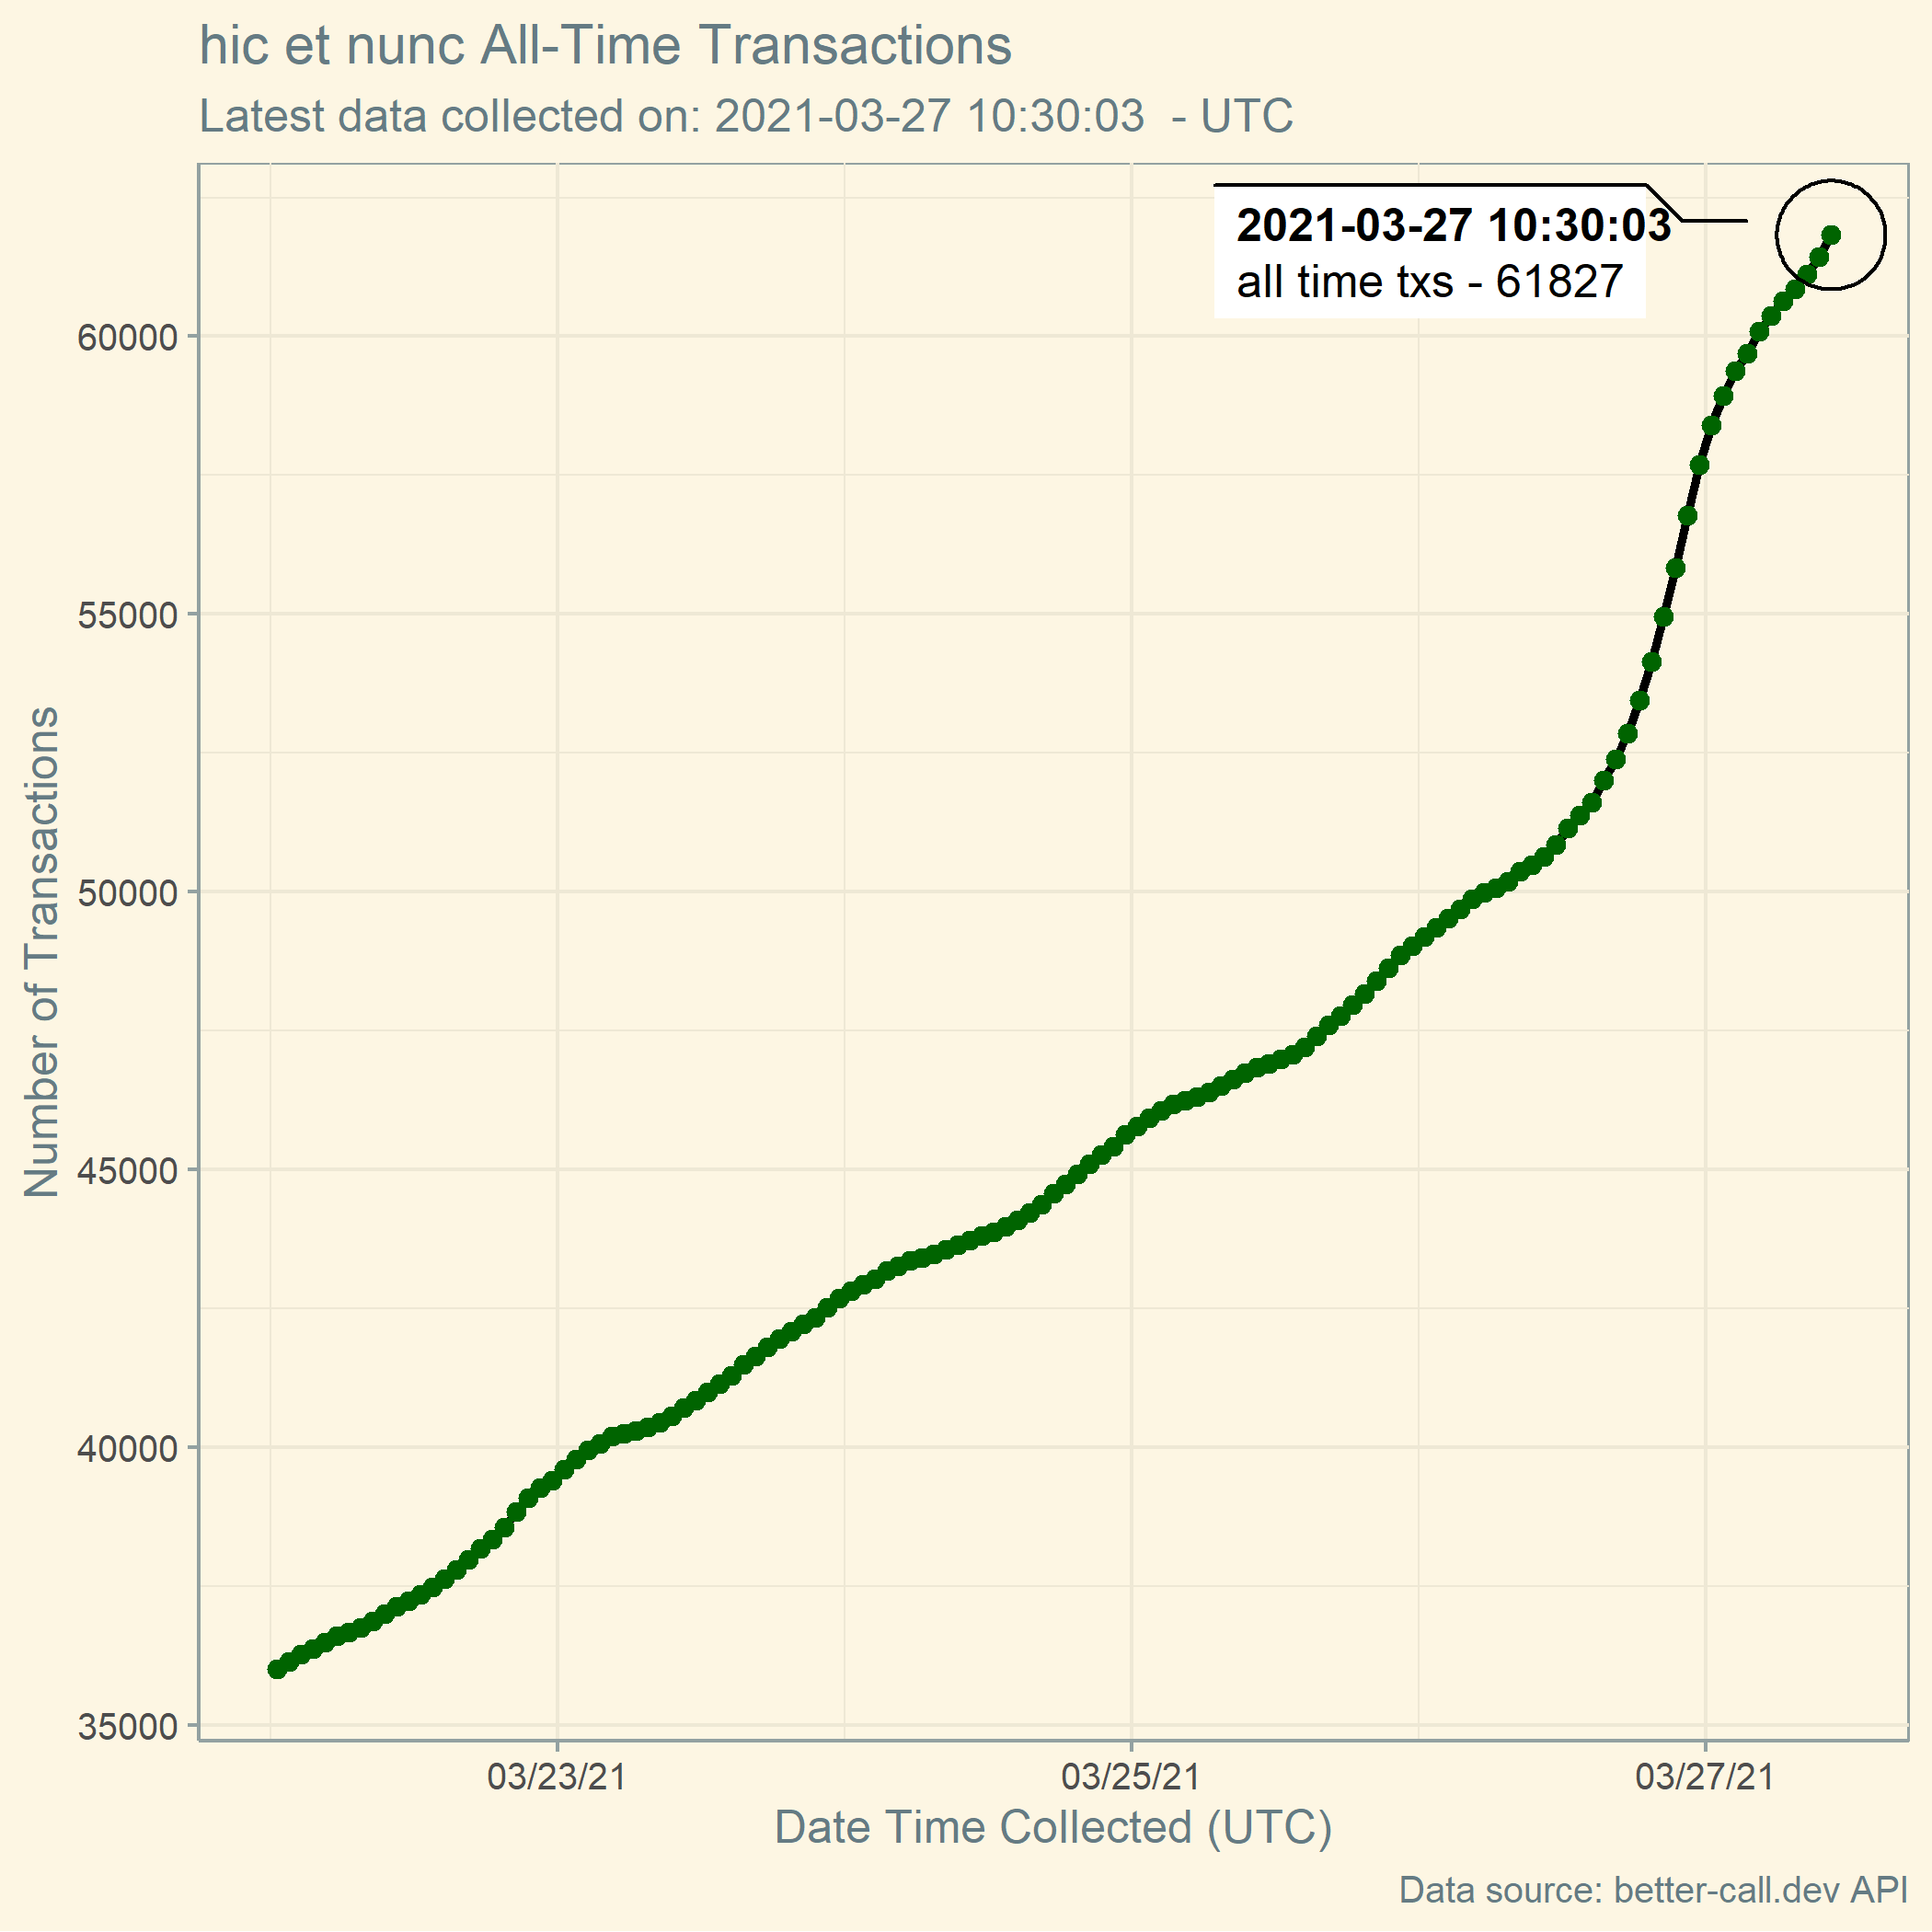 hic et nunc All-Time Transactions
Latest data collected on: 2021-03-27 10:30:03  - UTC
2021-03-27 10:30:03
all time txs - 61827
Number of Transactions
60000
55000
50000
45000
40000
35000
03/23/21 03/25/21 03/27/21
Date Time Collected (UTC)
Data source: better-call.dev API